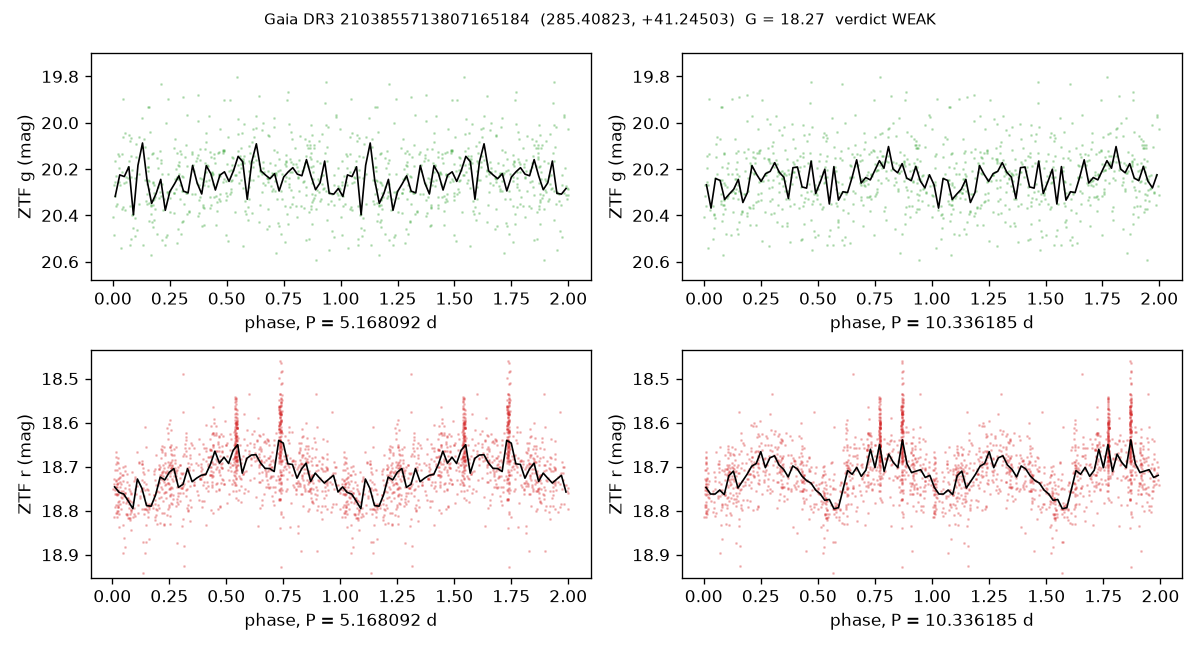 Gaia DR3 2103855713807165184 (285.40823, +41.24503) G = 18.27 verdict WEAK
ZTF g (mag)
19.8
20.0
20.2
20.4
20.6
0.00 0.25 0.50 0.75 1.00 1.25 1.50 1.75 2.00
phase, P = 5.168092 d
ZTF g (mag)
19.8
20.0
20.2
20.4
20.6
0.00 0.25 0.50 0.75 1.00 1.25 1.50 1.75 2.00
phase, P = 10.336185 d
ZTF r (mag)
18.5
18.6
18.7
18.8
18.9
0.00 0.25 0.50 0.75 1.00 1.25 1.50 1.75 2.00
phase, P = 5.168092 d
ZTF r (mag)
18.5
18.6
18.7
18.8
18.9
0.00 0.25 0.50 0.75 1.00 1.25 1.50 1.75 2.00
phase, P = 10.336185 d